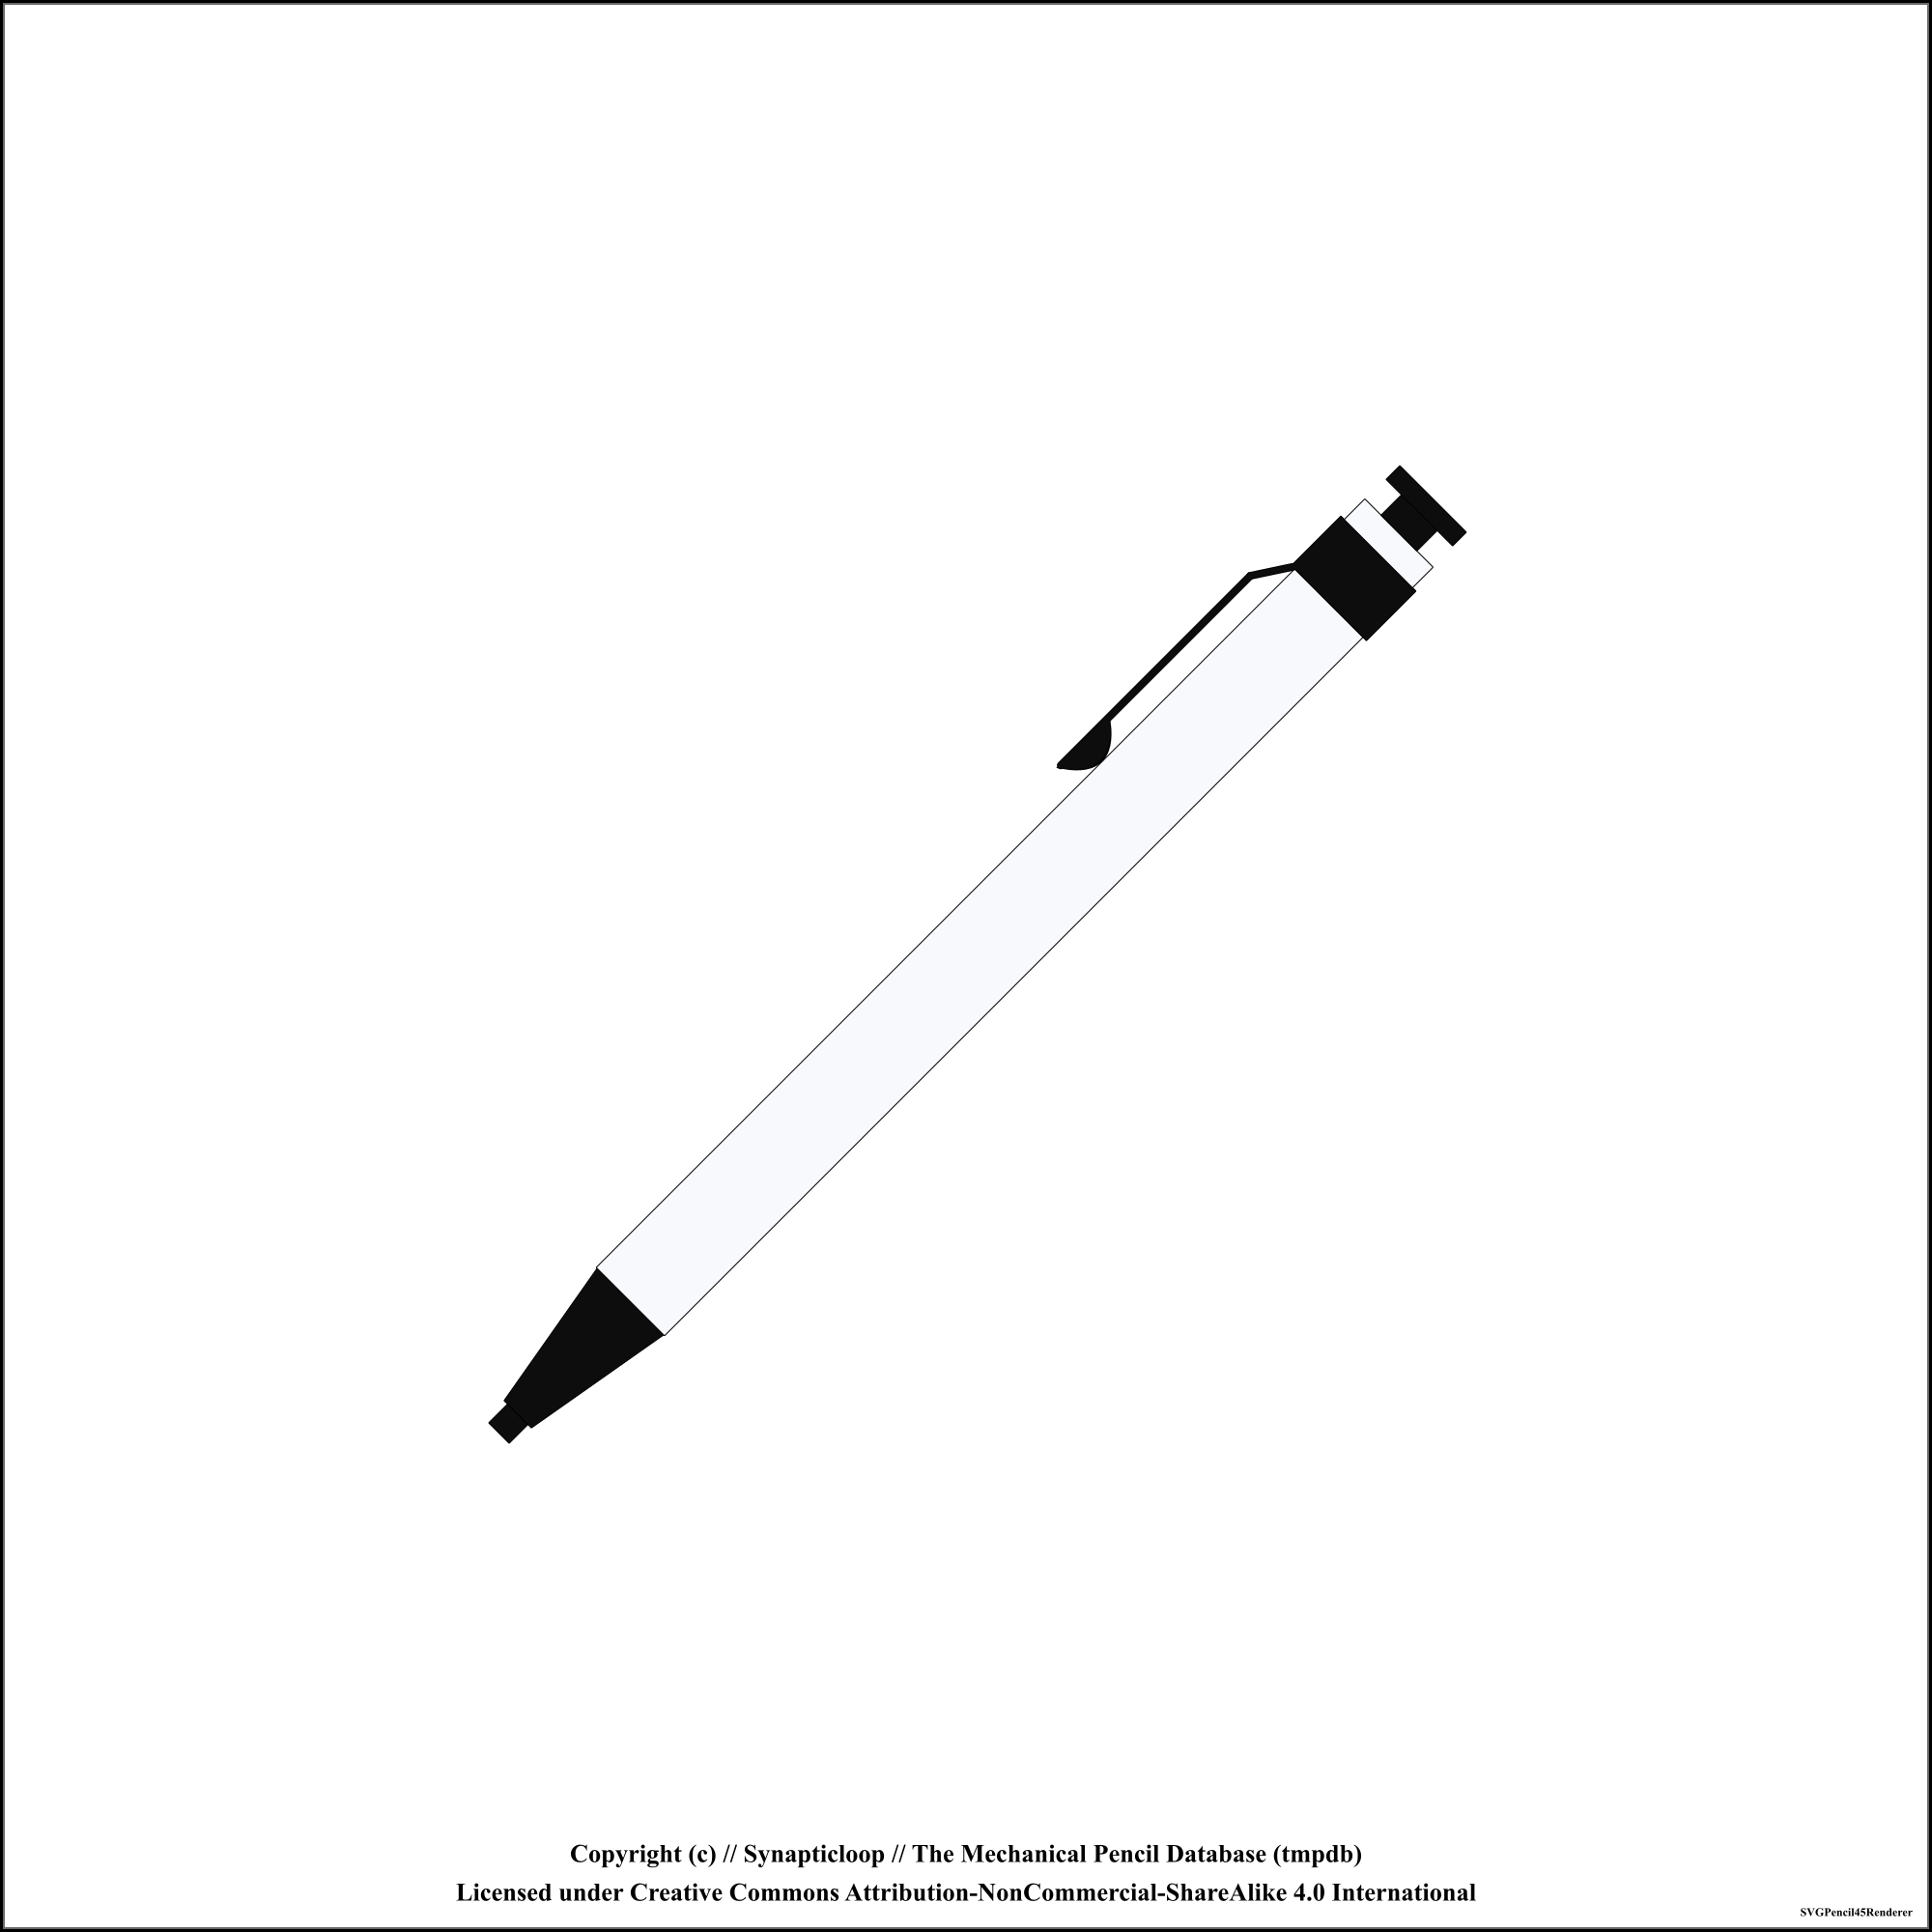 Copyright (c) // Synapticloop // The Mechanical Pencil Database (tmpdb)
Licensed under Creative Commons Attribution-NonCommercial-ShareAlike 4.0 International
SVGPencil45Renderer